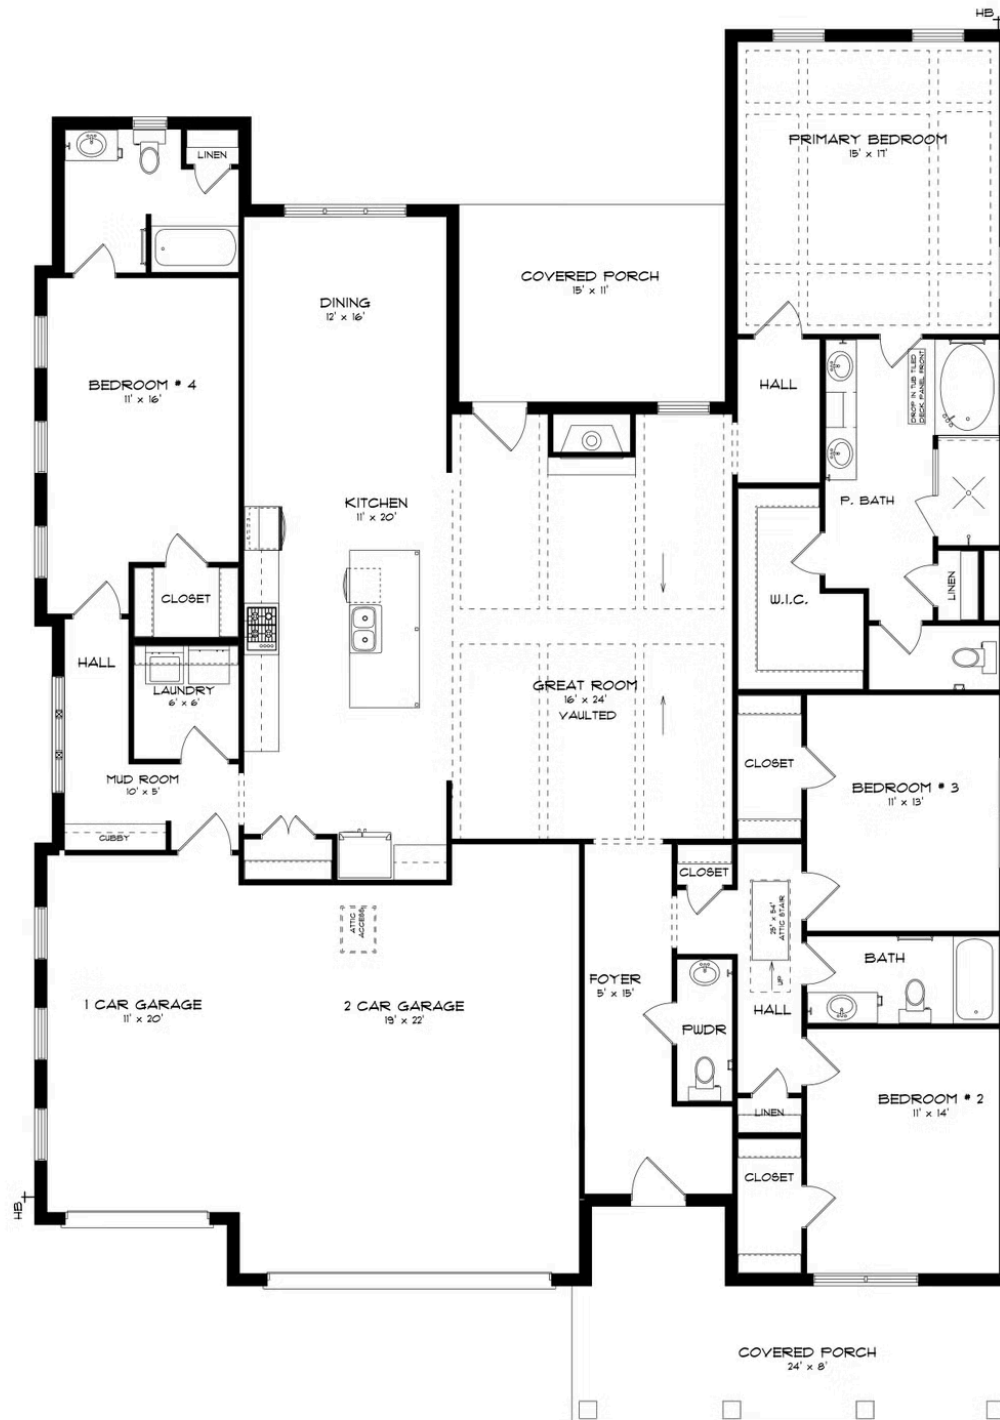 HB
PRIMARY BEDROOM
15' x 17'
LINEN
COVERED PORCH
15' x 11'
DINING
12' x 16'
BEDROOM # 4
11' x 16'
HALL
DROP IN TUB TILED
DECK PANEL FRONT
KITCHEN
11' x 20'
P. BATH
CLOSET
W.I.C.
LINEN
HALL
LAUNDRY
6' x 6'
GREAT ROOM
16' x 24'
VAULTED
MUD ROOM
10' x 5'
CLOSET
BEDROOM # 3
11' x 13'
CUBBY
CLOSET
ATTIC
ACCESS
25" x 54"
ATTIC STAIR
UP
BATH
FOYER
5' x 15'
1 CAR GARAGE
11' x 20'
2 CAR GARAGE
19' x 22'
HALL
PWDR
BEDROOM # 2
11' x 14'
LINEN
CLOSET
HB
COVERED PORCH
24' x 8'